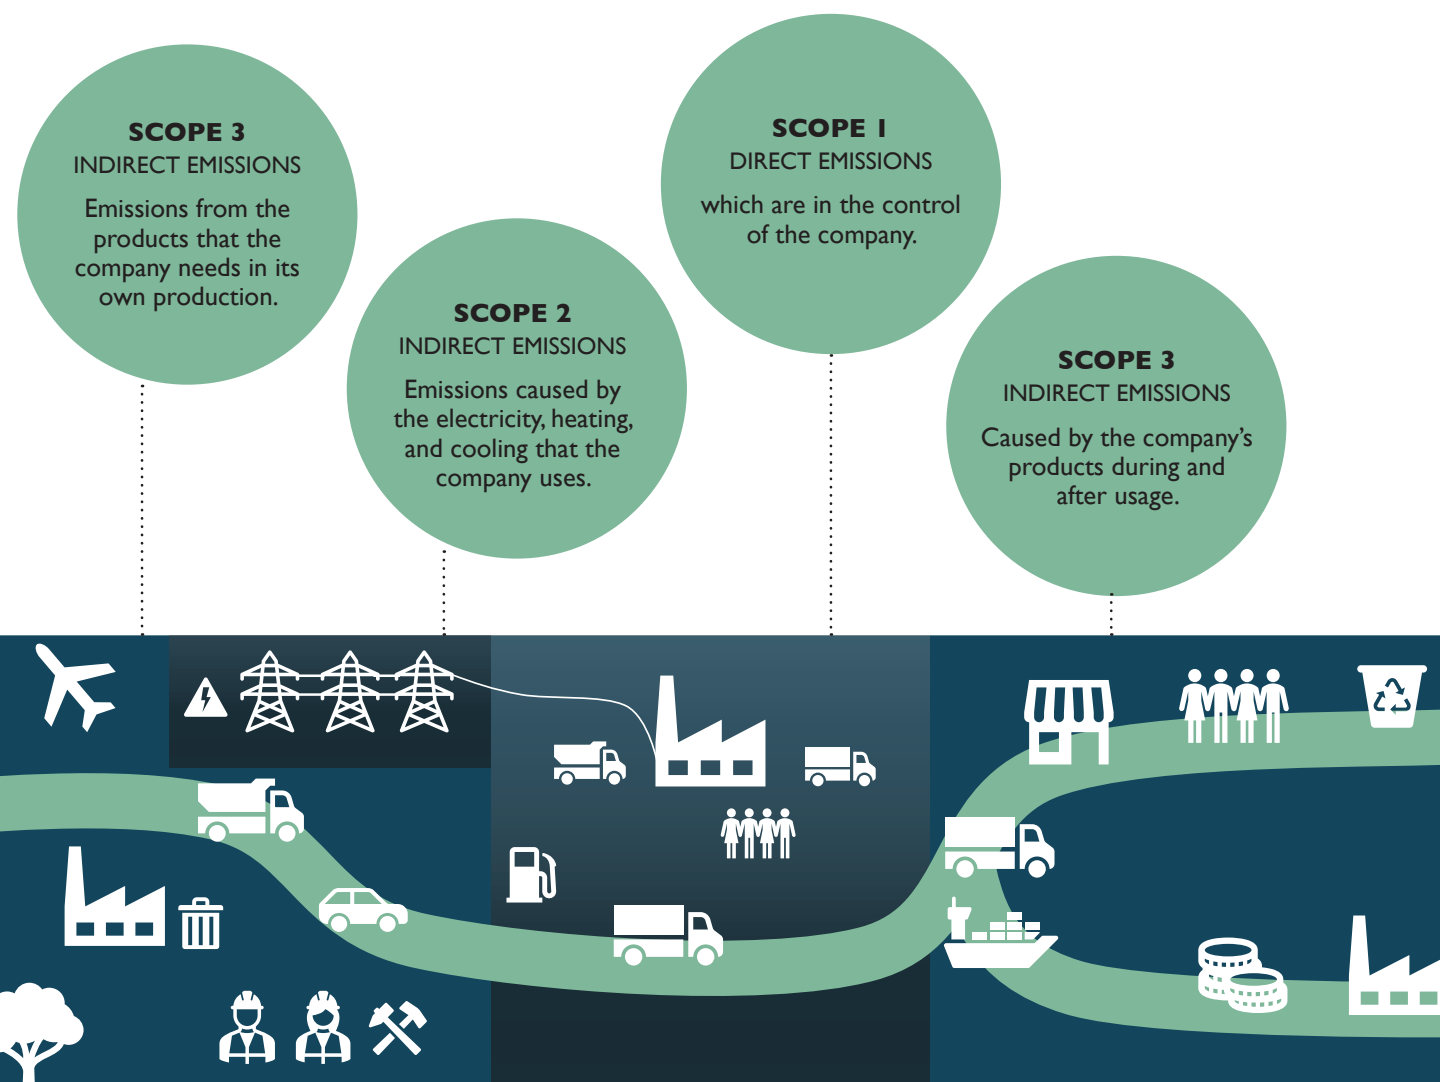 SCOPE 3
INDIRECT EMISSIONS
Emissions from the
products that the
company needs in its
own production.
SCOPE 2
INDIRECT EMISSIONS
Emissions caused by
the electricity, heating,
and cooling that the
company uses.
SCOPE 1
DIRECT EMISSIONS
which are in the control
of the company.
SCOPE 3
INDIRECT EMISSIONS
Caused by the company’s
products during and
after usage.